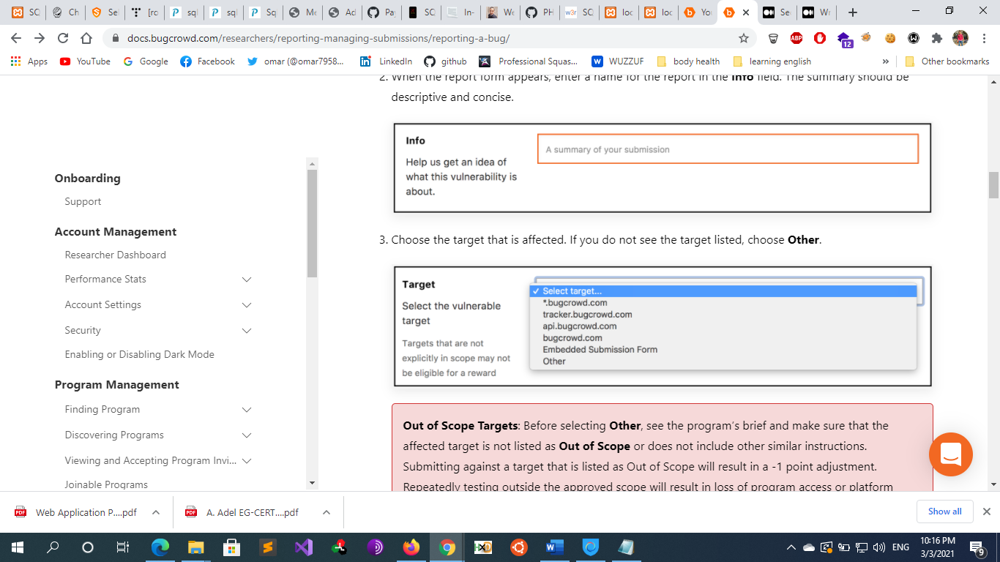 SQ
Ch
Sel
[ro
sql
sql
Sq
Me
Ad
Pay
SQ
In-
We
PH
SQ
loc
loc
You
Se
Wr
docs.bugcrowd.com/researchers/reporting-managing-submissions/reporting-a-bug/
ABP
12
Apps
YouTube
Google
Facebook
omar (@omar7958...
LinkedIn
github
Professional Squas...
WUZZUF
body health
learning english
»
Other bookmarks
2. When the report form appears, enter a name for the report in the Info field. The summary should be
descriptive and concise.
Info
Help us get an idea of
what this vulnerability is
about.
A summary of your submission
3. Choose the target that is affected. If you do not see the target listed, choose Other.
Target
Select the vulnerable
target
Targets that are not
explicitly in scope may not
be eligible for a reward
✓ Select target...
*.bugcrowd.com
tracker.bugcrowd.com
api.bugcrowd.com
bugcrowd.com
Embedded Submission Form
Other
Out of Scope Targets: Before selecting Other, see the program's brief and make sure that the
affected target is not listed as Out of Scope or does not include other similar instructions.
Submitting against a target that is listed as Out of Scope will result in a -1 point adjustment.
Repeatedly testing outside the approved scope will result in loss of program access or platform
Onboarding
Support
Account Management
Researcher Dashboard
Performance Stats
Account Settings
Security
Enabling or Disabling Dark Mode
Program Management
Finding Program
Discovering Programs
Viewing and Accepting Program Invi...
Joinable Programs
Web Application P....pdf
A. Adel EG-CERT....pdf
Show all
ENG
10:16 PM
3/3/2021
9